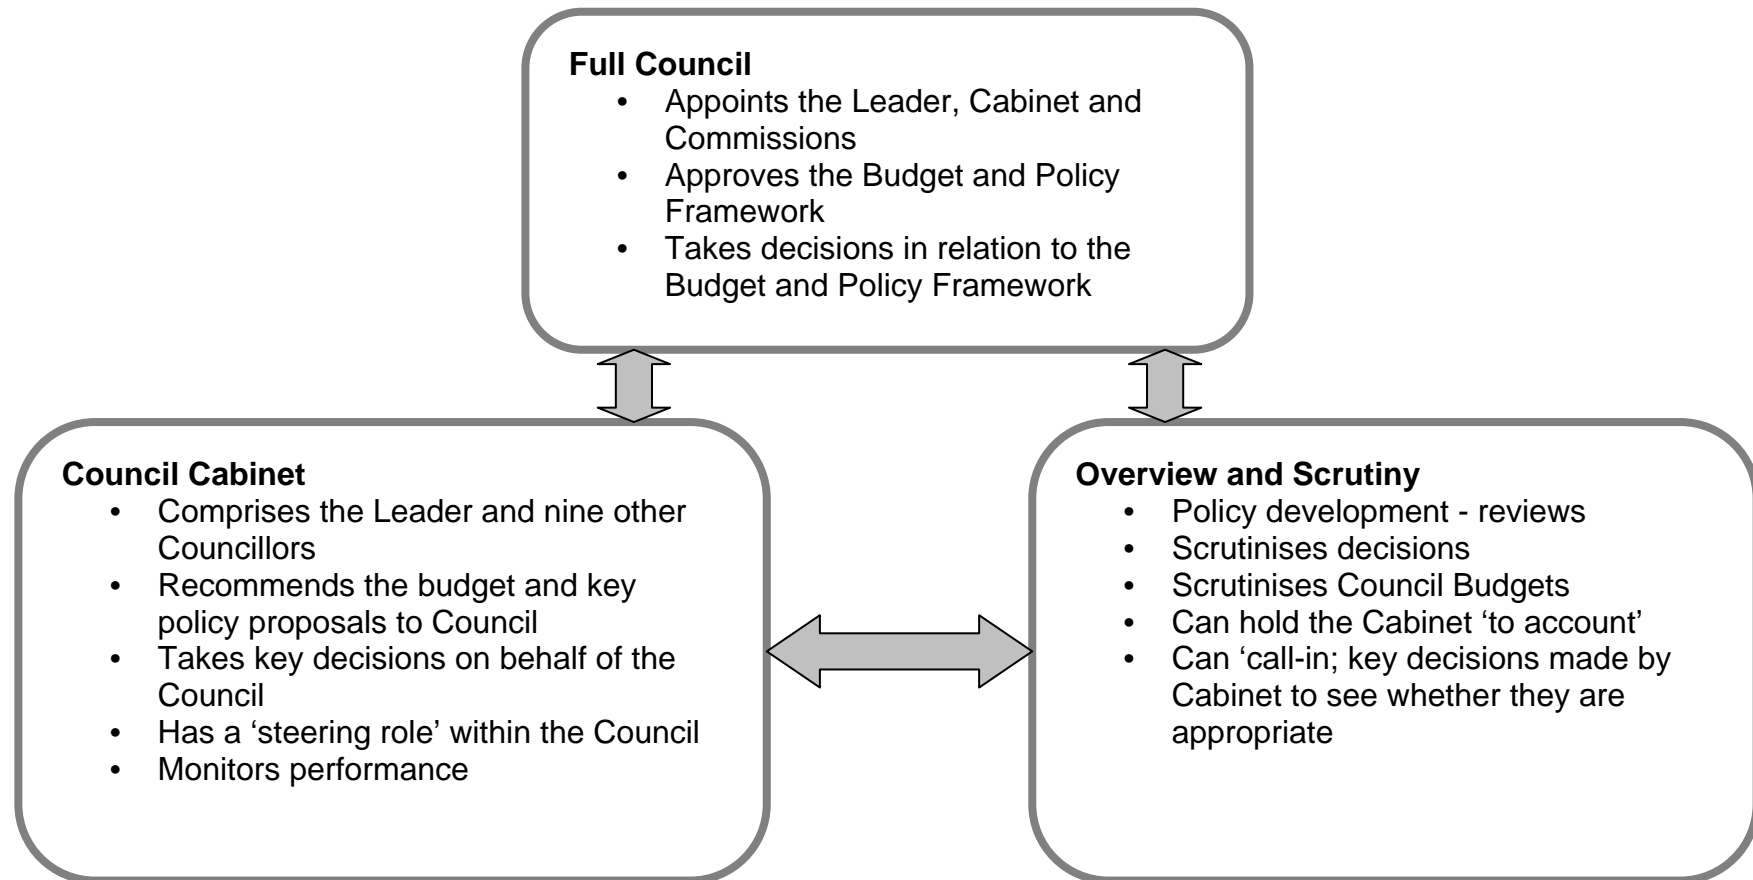 Full Council
• Appoints the Leader, Cabinet and
Commissions
• Approves the Budget and Policy
Framework
• Takes decisions in relation to the
Budget and Policy Framework
Council Cabinet
• Comprises the Leader and nine other
Councillors
• Recommends the budget and key
policy proposals to Council
• Takes key decisions on behalf of the
Council
• Has a ‘steering role’ within the Council
• Monitors performance
Overview and Scrutiny
• Policy development - reviews
• Scrutinises decisions
• Scrutinises Council Budgets
• Can hold the Cabinet ‘to account’
• Can ‘call-in; key decisions made by
Cabinet to see whether they are
appropriate